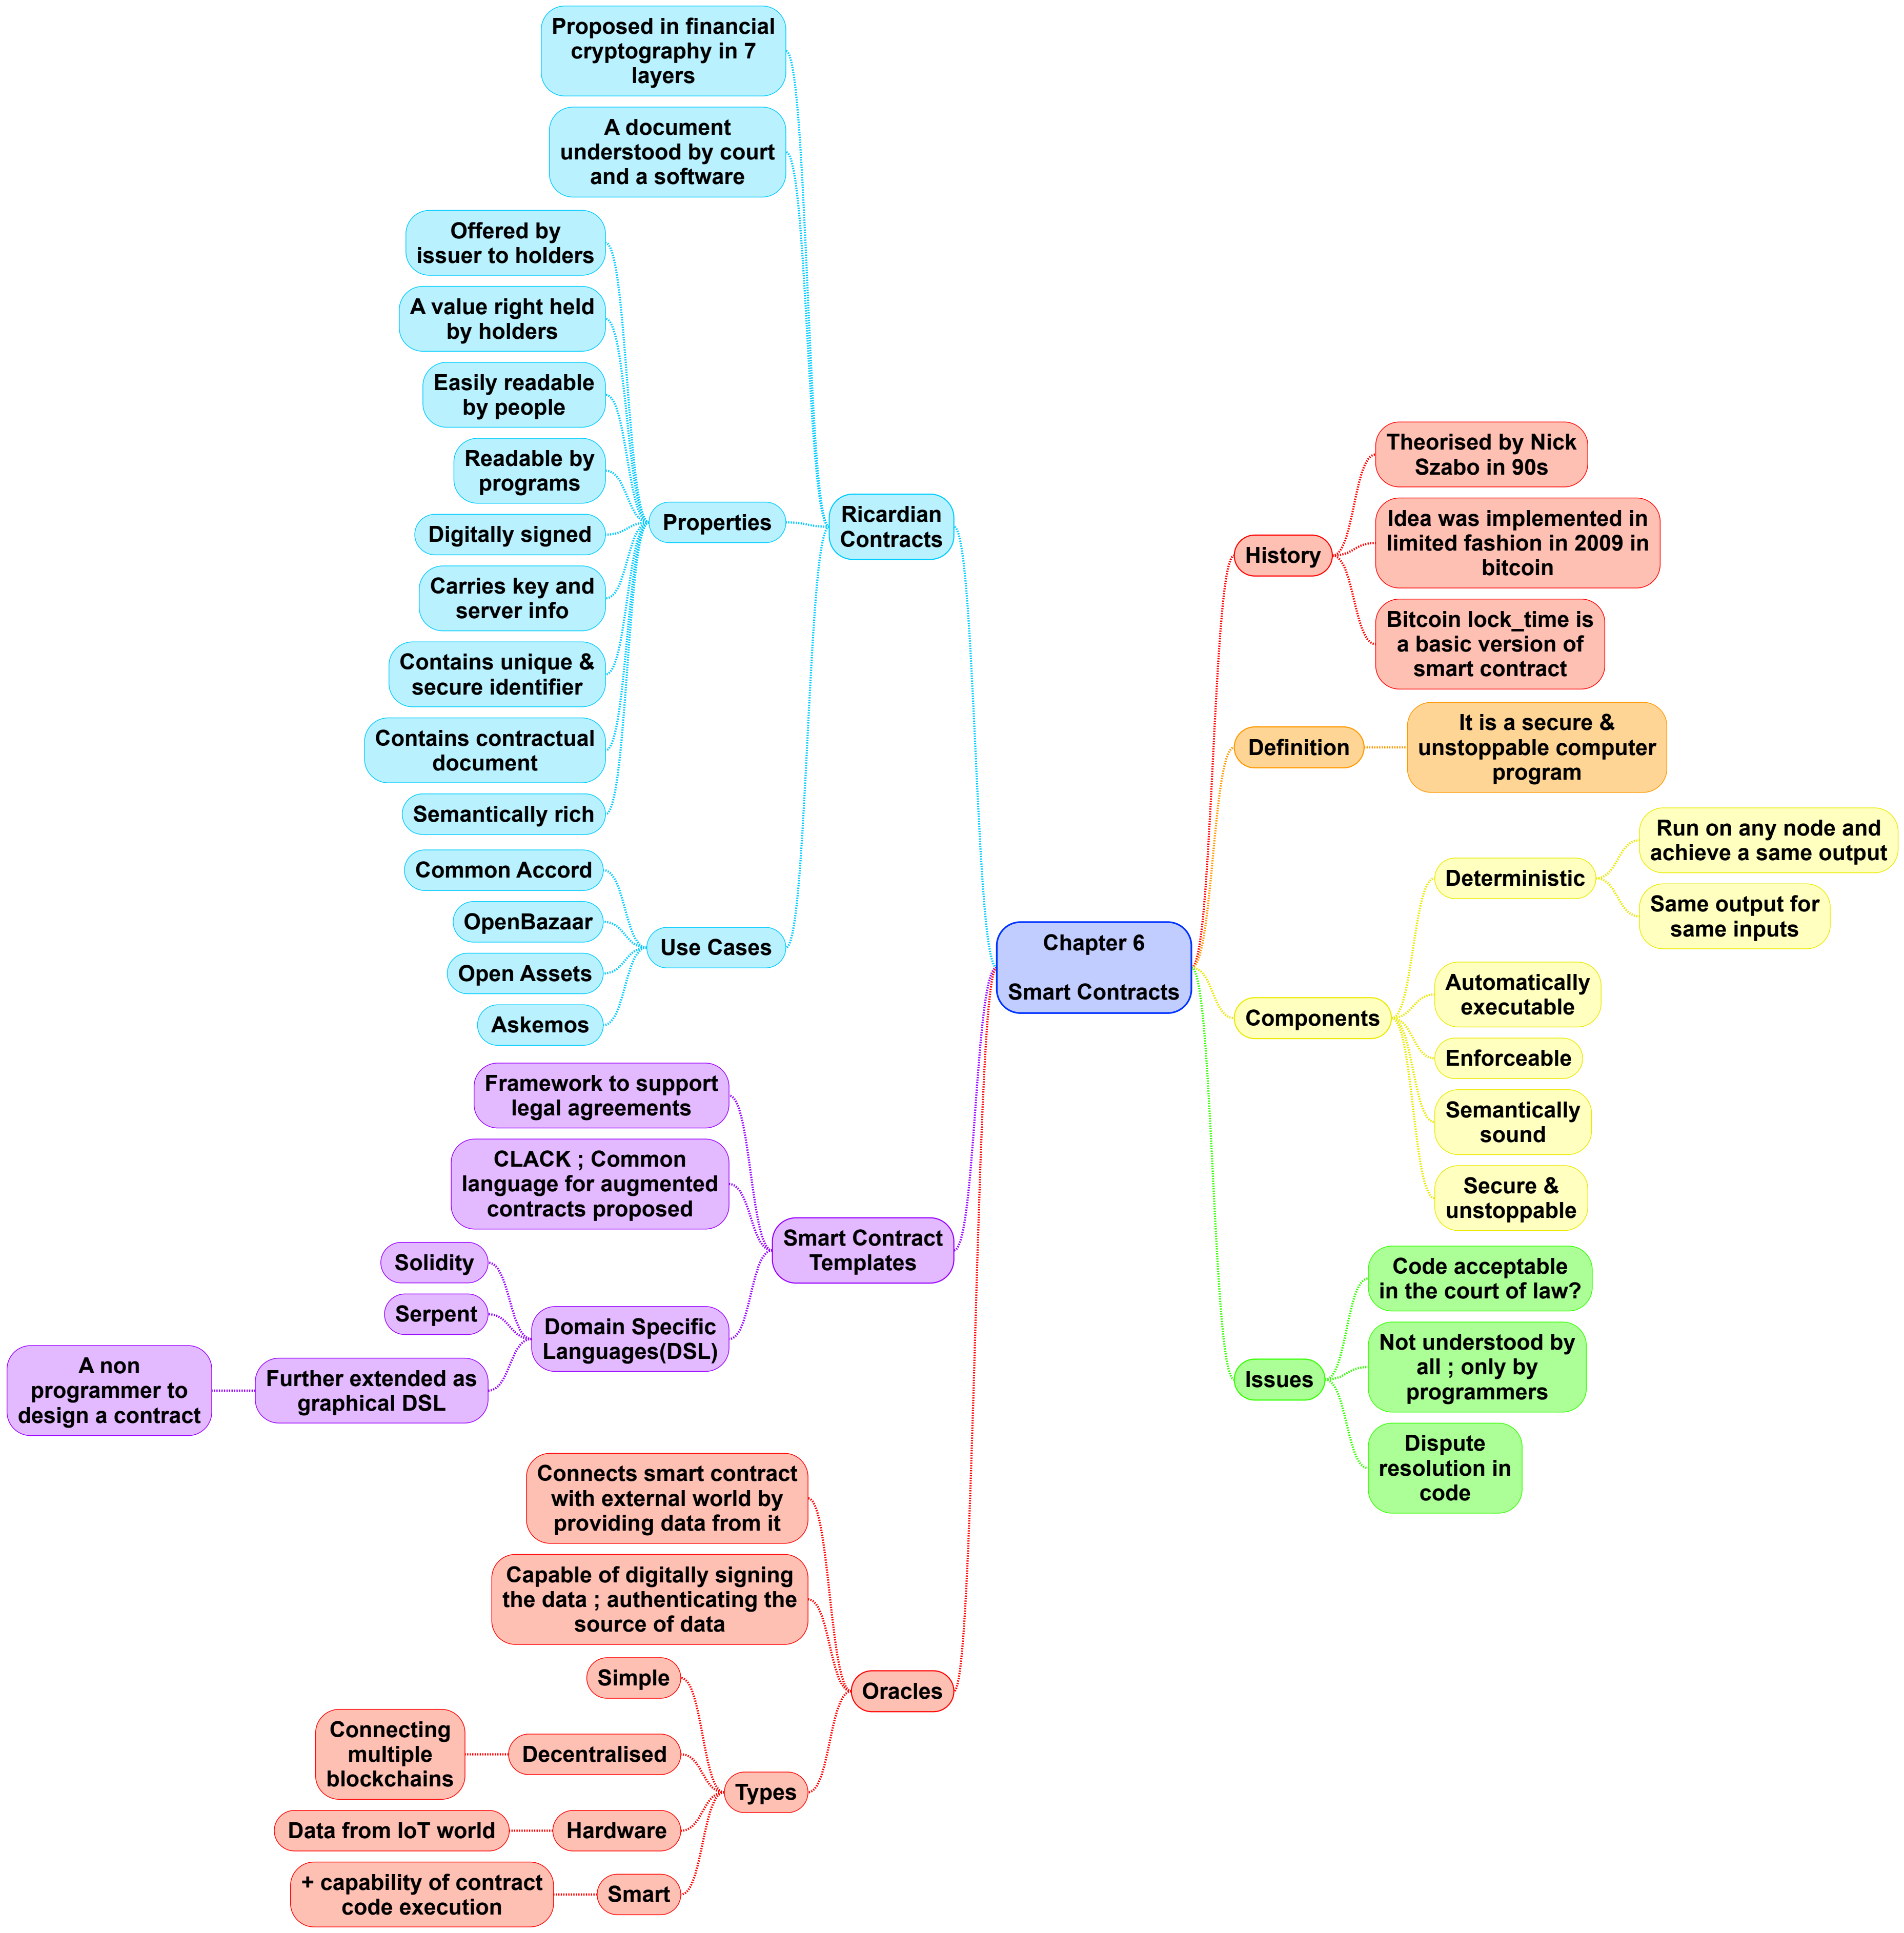 Chapter 6
Smart Contracts
History
Theorised by Nick
Szabo in 90s
Idea was implemented in
limited fashion in 2009 in
bitcoin
Bitcoin lock_time is
a basic version of
smart contract
Definition
It is a secure &
unstoppable computer
program
Components
Deterministic
Run on any node and
achieve a same output
Same output for
same inputs
Automatically
executable
Enforceable
Semantically
sound
Secure &
unstoppable
Issues
Code acceptable
in the court of law?
Not understood by
all ; only by
programmers
Dispute
resolution in
code
Ricardian
Contracts
Proposed in financial
cryptography in 7
layers
A document
understood by court
and a software
Properties
Offered by
issuer to holders
A value right held
by holders
Easily readable
by people
Readable by
programs
Digitally signed
Carries key and
server info
Contains unique &
secure identifier
Contains contractual
document
Semantically rich
Use Cases
Common Accord
OpenBazaar
Open Assets
Askemos
Smart Contract
Templates
Framework to support
legal agreements
CLACK ; Common
language for augmented
contracts proposed
Domain Specific
Languages(DSL)
Solidity
Serpent
Further extended as
graphical DSL
A non
programmer to
design a contract
Oracles
Connects smart contract
with external world by
providing data from it
Capable of digitally signing
the data ; authenticating the
source of data
Types
Simple
Decentralised
Connecting
multiple
blockchains
Hardware
Data from IoT world
Smart
+ capability of contract
code execution